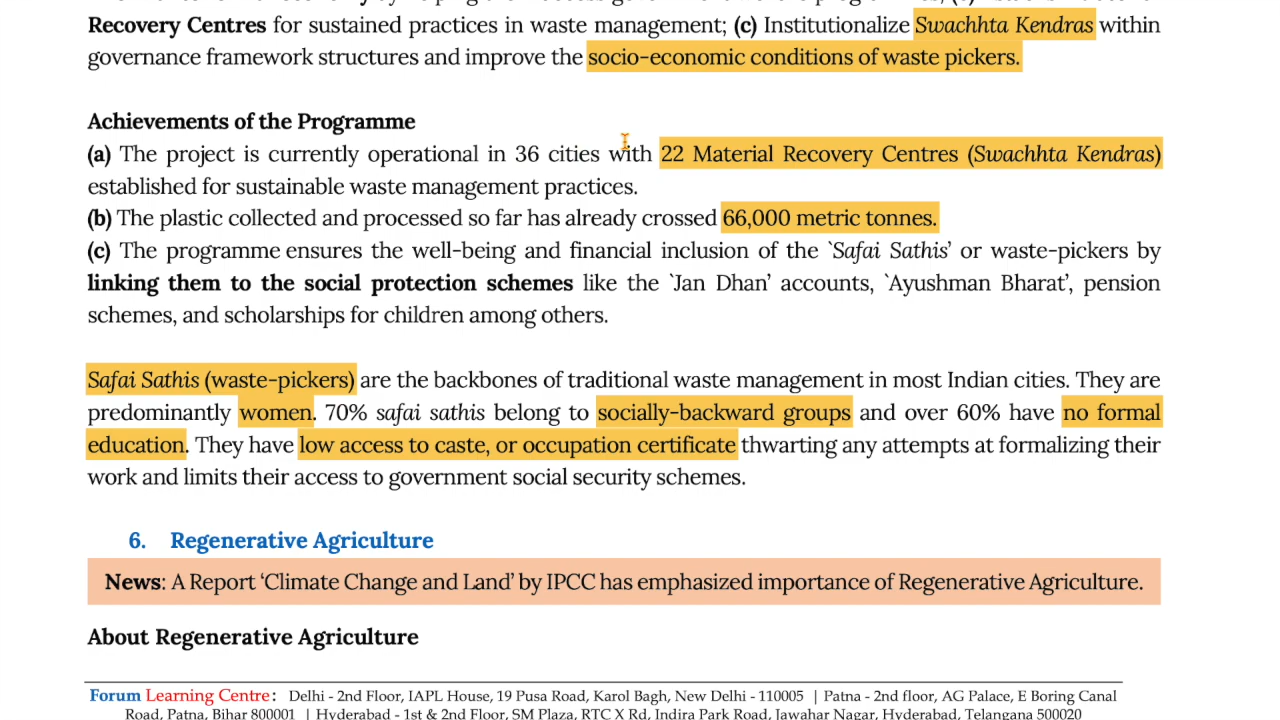 Recovery Centres for sustained practices in waste management; (c) Institutionalize Swachhta Kendras within
governance framework structures and improve the socio-economic conditions of waste pickers.
Achievements of the Programme
(a) The project is currently operational in 36 cities with 22 Material Recovery Centres (Swachhta Kendras)
established for sustainable waste management practices.
(b) The plastic collected and processed so far has already crossed 66,000 metric tonnes.
(c) The programme ensures the well-being and financial inclusion of the `Safai Sathis’ or waste-pickers by
linking them to the social protection schemes like the `Jan Dhan’ accounts, `Ayushman Bharat’, pension
schemes, and scholarships for children among others.
Safai Sathis (waste-pickers) are the backbones of traditional waste management in most Indian cities. They are
predominantly women. 70% safai sathis belong to socially-backward groups and over 60% have no formal
education. They have low access to caste, or occupation certificate thwarting any attempts at formalizing their
work and limits their access to government social security schemes.
6. Regenerative Agriculture
News: A Report ‘Climate Change and Land’ by IPCC has emphasized importance of Regenerative Agriculture.
About Regenerative Agriculture
Forum Learning Centre: Delhi - 2nd Floor, IAPL House, 19 Pusa Road, Karol Bagh, New Delhi - 110005 | Patna - 2nd floor, AG Palace, E Boring Canal
Road, Patna, Bihar 800001 | Hyderabad - 1st & 2nd Floor, SM Plaza, RTC X Rd, Indira Park Road, Jawahar Nagar, Hyderabad, Telangana 500020